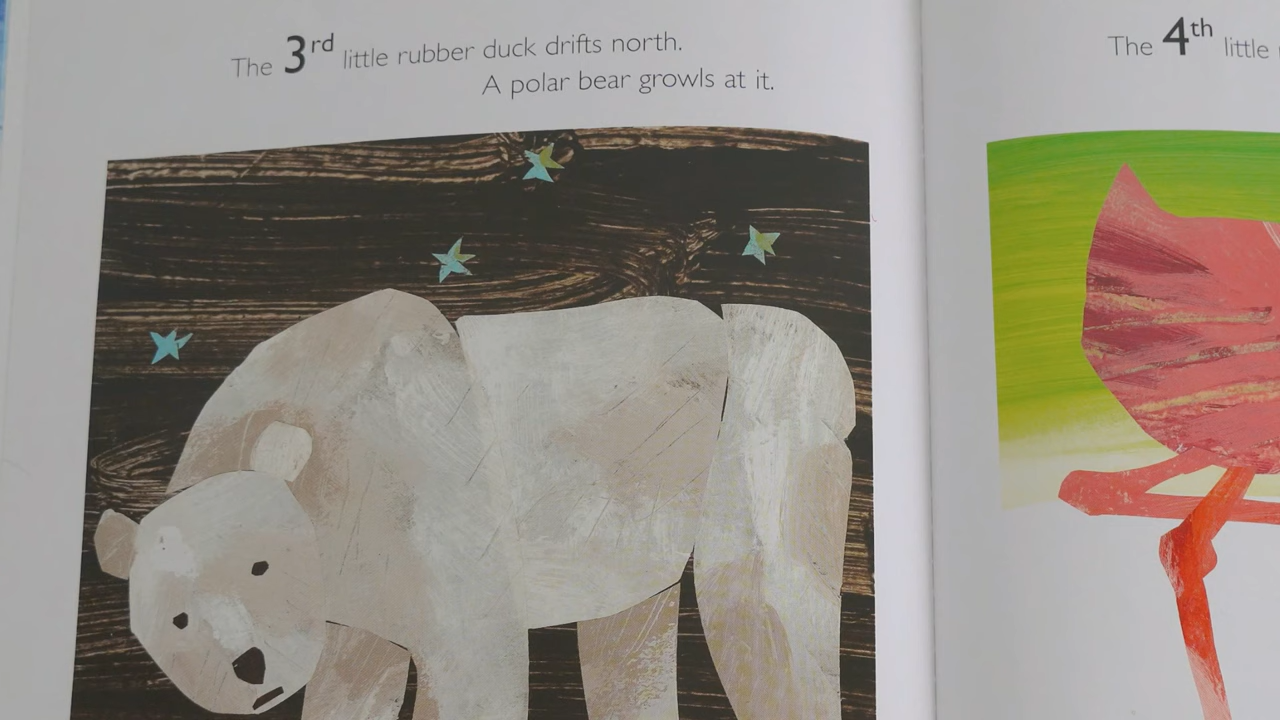 The 3rd little rubber duck drifts north.
A polar bear growls at it.
The 4th little